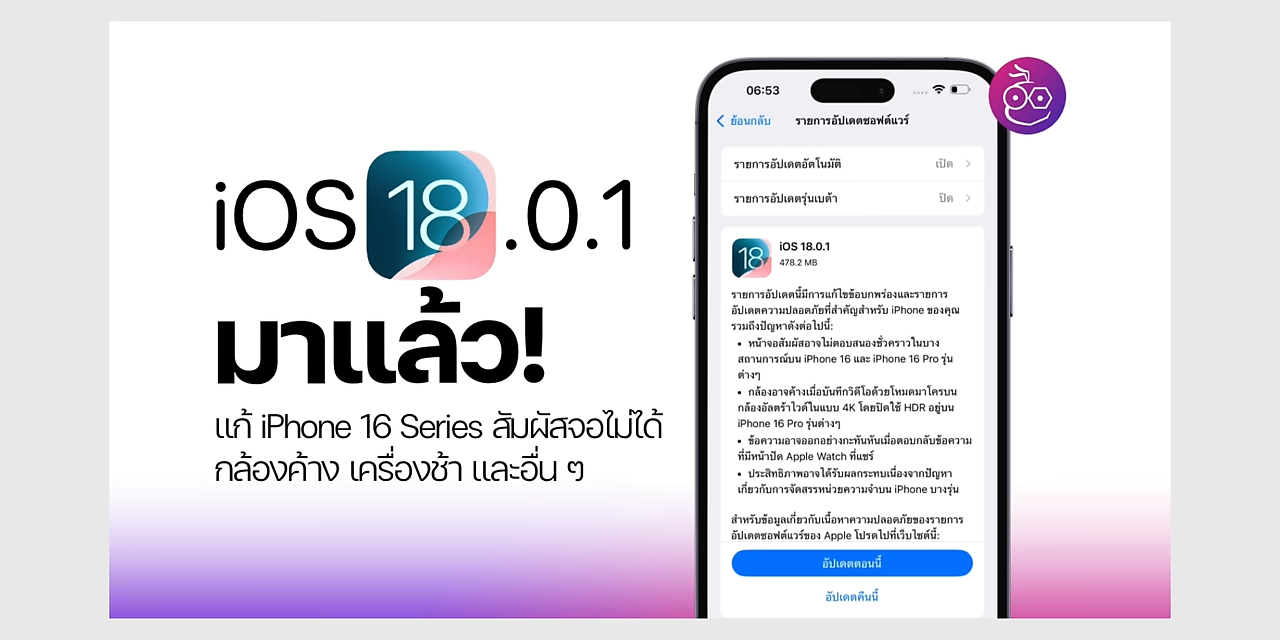 iOS 18 .0.1
มาแล้ว!
แก้ iPhone 16 Series สัมผัสจอไม่ได้
กล้องค้าง เครื่องช้า และอื่น ๆ
06:53
ย้อนกลับ รายการอัปเดตซอฟต์แวร์
รายการอัปเดตอัตโนมัติ เปิด
รายการอัปเดตรุ่นเบต้า ปิด
18
iOS 18.0.1
478.2 MB
รายการอัปเดตนี้มีการแก้ไขข้อบกพร่องและรายการ
อัปเดตความปลอดภัยที่สำคัญสำหรับ iPhone ของคุณ
รวมถึงปัญหาดังต่อไปนี้:
• หน้าจอสัมผัสอาจไม่ตอบสนองชั่วคราวในบาง
สถานการณ์บน iPhone 16 และ iPhone 16 Pro รุ่น
ต่างๆ
• กล้องอาจค้างเมื่อบันทึกวิดีโอด้วยโหมดมาโครบน
กล้องอัลตร้าไวด์ในแบบ 4K โดยปิดใช้ HDR อยู่บน
iPhone 16 Pro รุ่นต่างๆ
• ข้อความอาจออกอย่างกะทันหันเมื่อตอบกลับข้อความ
ที่มีหน้าปัด Apple Watch ที่แชร์
• ประสิทธิภาพอาจได้รับผลกระทบเนื่องจากปัญหา
เกี่ยวกับการจัดสรรหน่วยความจำบน iPhone บางรุ่น
สำหรับข้อมูลเกี่ยวกับเนื้อหาความปลอดภัยของรายการ
อัปเดตซอฟต์แวร์ของ Apple โปรดไปที่เว็บไซต์นี้:
อัปเดตตอนนี้
อัปเดตคืนนี้